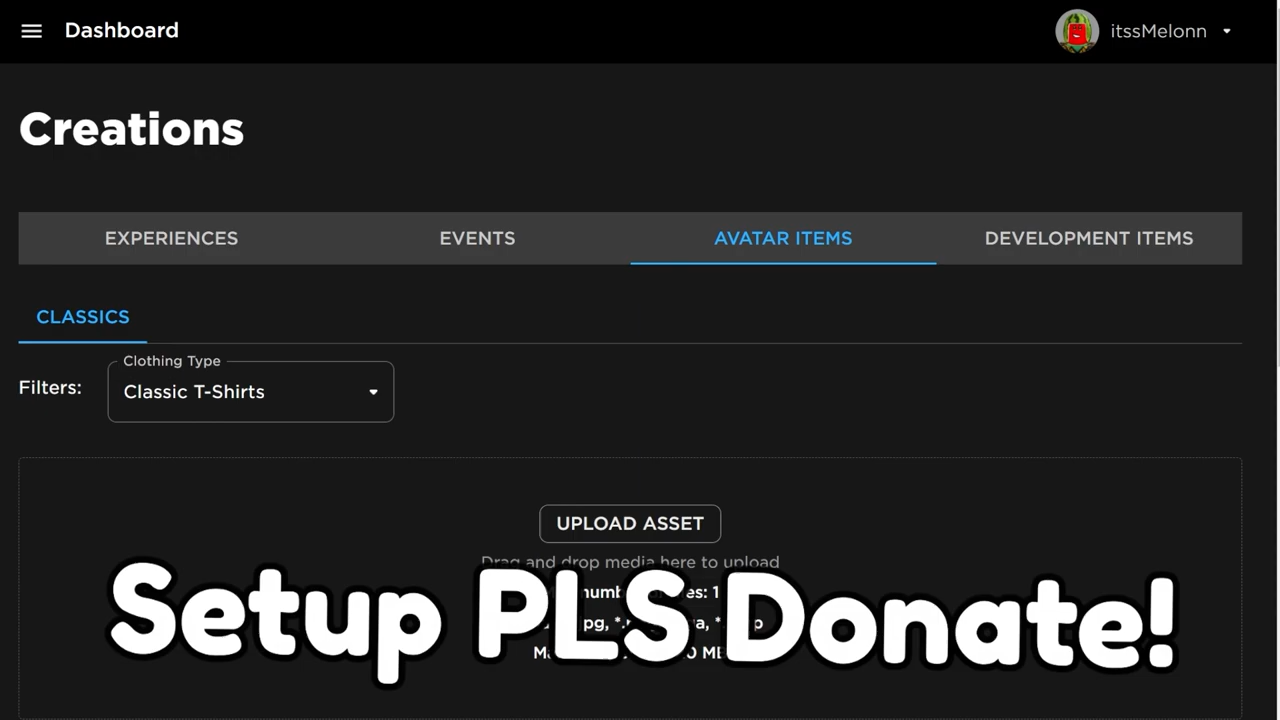 Dashboard
itssMelonn
Creations
EXPERIENCES
EVENTS
AVATAR ITEMS
DEVELOPMENT ITEMS
CLASSICS
Clothing Type
Filters:
Classic T-Shirts
UPLOAD ASSET
Drag and drop media here to upload
Setup PLS Donate!